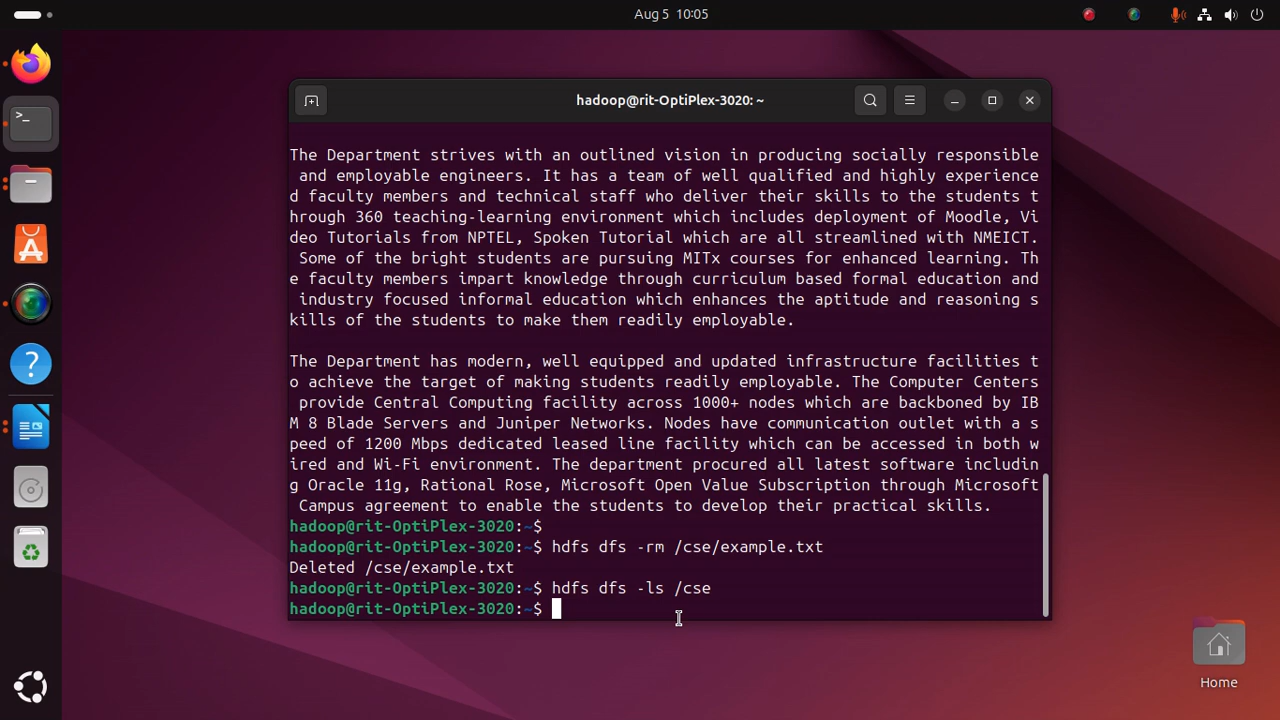 Aug 5 10:05
hadoop@rit-OptiPlex-3020: ~
The Department strives with an outlined vision in producing socially responsible
 and employable engineers. It has a team of well qualified and highly experience
d faculty members and technical staff who deliver their skills to the students t
hrough 360 teaching-learning environment which includes deployment of Moodle, Vi
deo Tutorials from NPTEL, Spoken Tutorial which are all streamlined with NMEICT.
 Some of the bright students are pursuing MITx courses for enhanced learning. Th
e faculty members impart knowledge through curriculum based formal education and
 industry focused informal education which enhances the aptitude and reasoning s
kills of the students to make them readily employable.
The Department has modern, well equipped and updated infrastructure facilities t
o achieve the target of making students readily employable. The Computer Centers
 provide Central Computing facility across 1000+ nodes which are backboned by IB
M 8 Blade Servers and Juniper Networks. Nodes have communication outlet with a s
peed of 1200 Mbps dedicated leased line facility which can be accessed in both w
ired and Wi-Fi environment. The department procured all latest software includin
g Oracle 11g, Rational Rose, Microsoft Open Value Subscription through Microsoft
 Campus agreement to enable the students to develop their practical skills.
hadoop@rit-OptiPlex-3020:~$
hadoop@rit-OptiPlex-3020:~$ hdfs dfs -rm /cse/example.txt
Deleted /cse/example.txt
hadoop@rit-OptiPlex-3020:~$ hdfs dfs -ls /cse
hadoop@rit-OptiPlex-3020:~$
Home